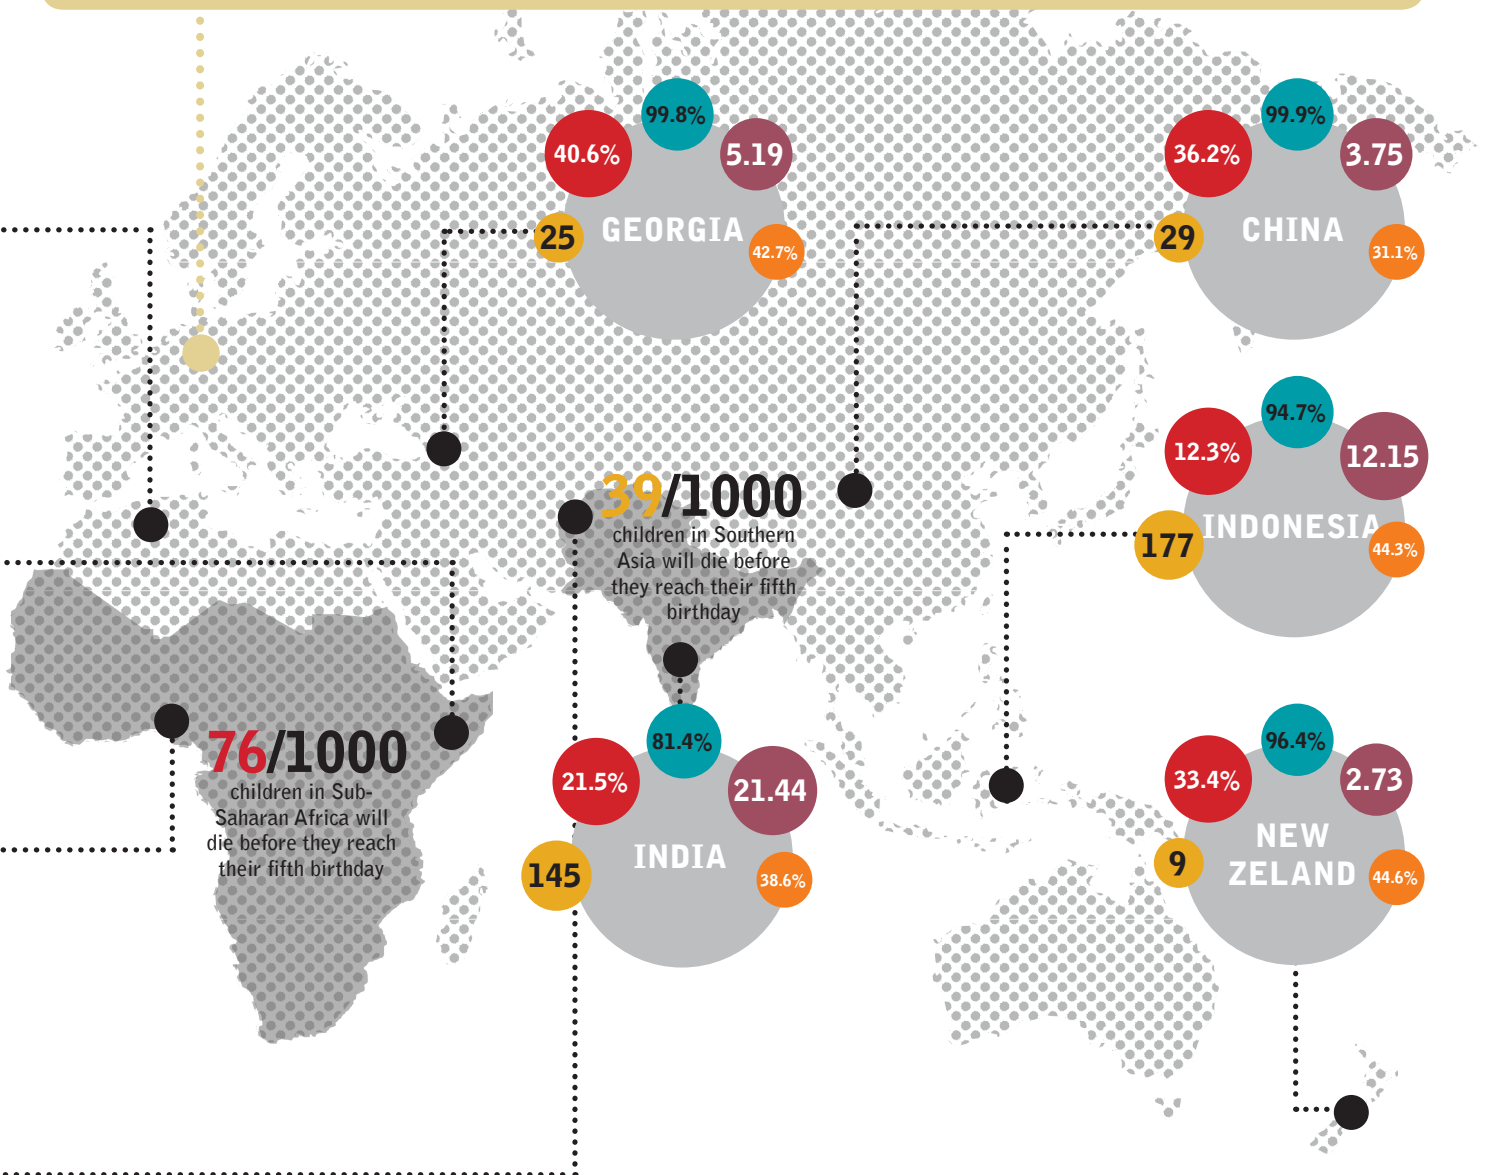 99.8%
40.6%
5.19
GEORGIA
25
42.7%
99.9%
36.2%
3.75
CHINA
29
31.1%
94.7%
12.3%
12.15
INDONESIA
177
44.3%
39/1000
children in Southern
Asia will die before
they reach their fifth
birthday
76/1000
children in Sub-
Saharan Africa will
die before they reach
their fifth birthday
81.4%
21.5%
21.44
INDIA
145
38.6%
96.4%
33.4%
2.73
NEW
ZELAND
9
44.6%